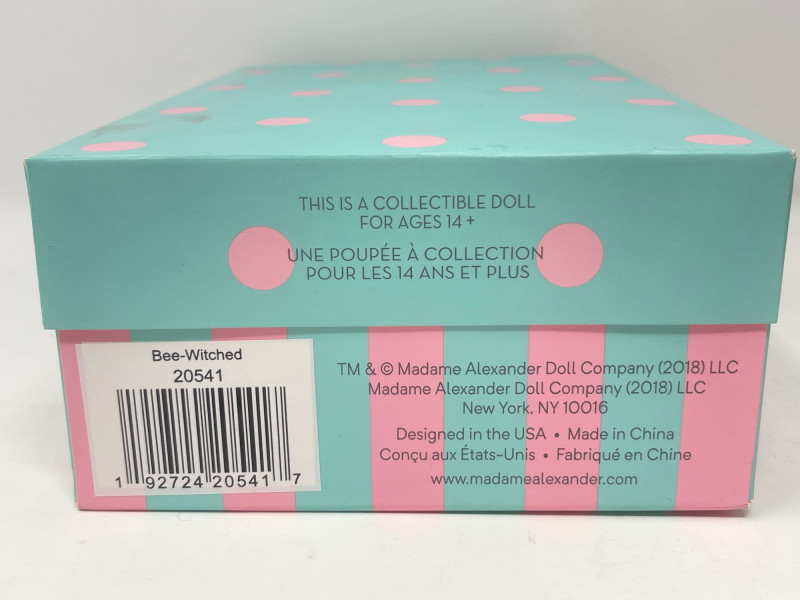 THIS IS A COLLECTIBLE DOLL
FOR AGES 14 +
UNE POUPÉE À COLLECTION
POUR LES 14 ANS ET PLUS
Bee-Witched
20541
1 92724 20541 7
TM & © Madame Alexander Doll Company (2018) LLC
Madame Alexander Doll Company (2018) LLC
New York, NY 10016
Designed in the USA • Made in China
Conçu aux États-Unis • Fabriqué en Chine
www.madamealexander.com